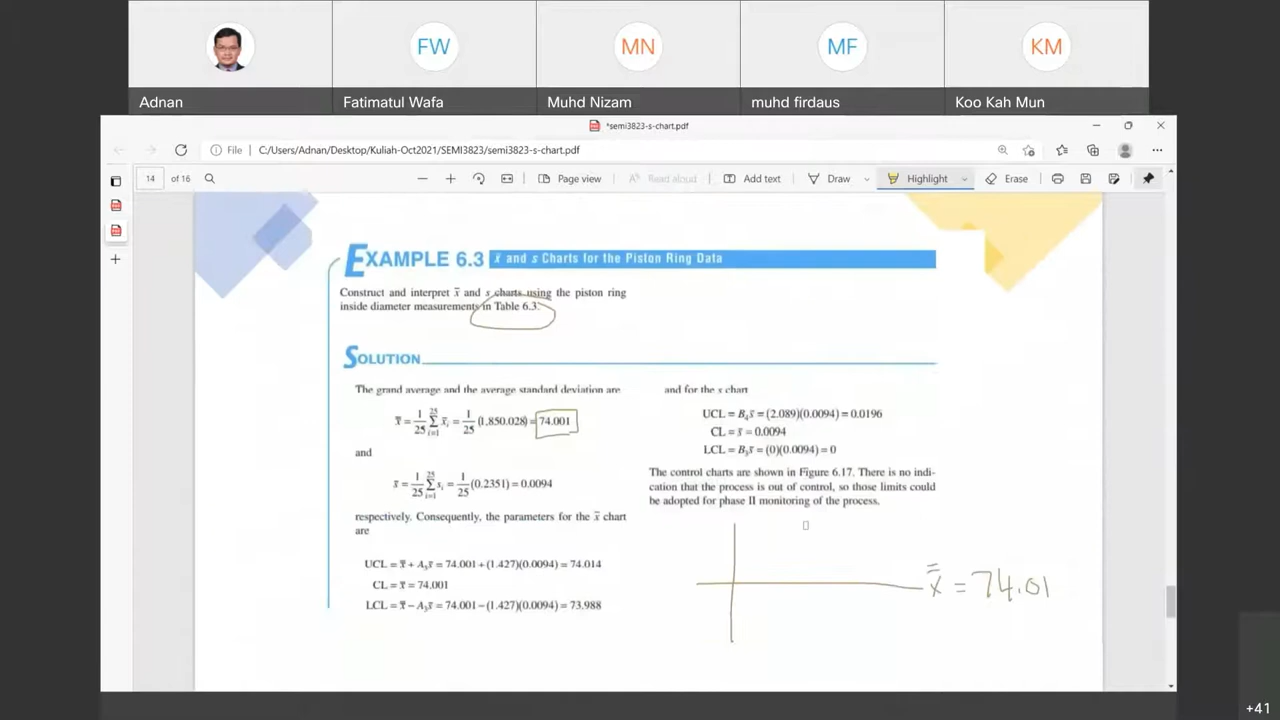 FW
MN
MF
KM
Adnan
Fatimatul Wafa
Muhd Nizam
muhd firdaus
Koo Kah Mun
*semi3823-s-chart.pdf
File
C:/Users/Adnan/Desktop/Kuliah-Oct2021/SEMI3823/semi3823-s-chart.pdf
14 of 16
Page view
Read aloud
Add text
Draw
Highlight
Erase
EXAMPLE 6.3 x̄ and s Charts for the Piston Ring Data
Construct and interpret x̄ and s charts using the piston ring
inside diameter measurements in Table 6.3.
SOLUTION
The grand average and the average standard deviation are
x̿ = 1/25 Σ_{i=1}^{25} x̄ᵢ = 1/25 (1,850.028) = 74.001
and
s̄ = 1/25 Σ_{i=1}^{25} sᵢ = 1/25 (0.2351) = 0.0094
respectively. Consequently, the parameters for the x̄ chart
are
UCL = x̿ + A₃s̄ = 74.001 + (1.427)(0.0094) = 74.014
CL = x̿ = 74.001
LCL = x̿ − A₃s̄ = 74.001 − (1.427)(0.0094) = 73.988
and for the s chart
UCL = B₄s̄ = (2.089)(0.0094) = 0.0196
CL = s̄ = 0.0094
LCL = B₃s̄ = (0)(0.0094) = 0
The control charts are shown in Figure 6.17. There is no indi-
cation that the process is out of control, so those limits could
be adopted for phase II monitoring of the process.
x̿ = 74.01
+41